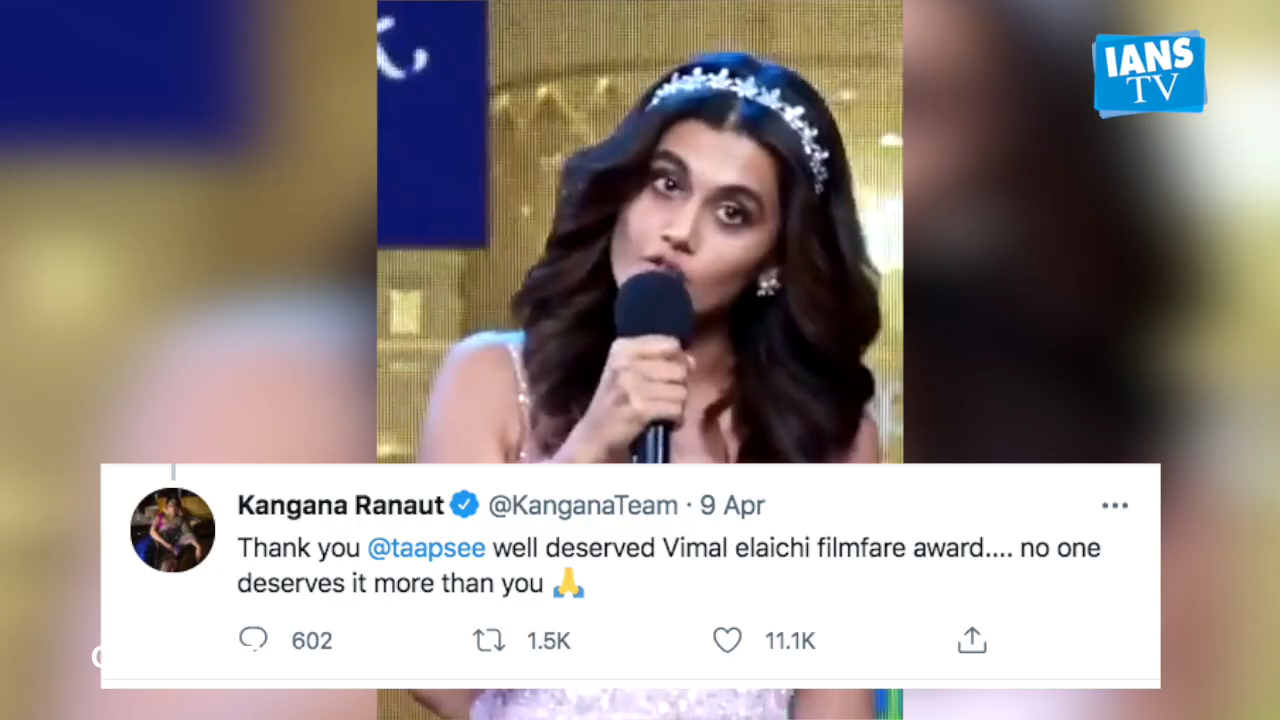 IANS
TV
Kangana Ranaut @KanganaTeam · 9 Apr
Thank you @taapsee well deserved Vimal elaichi filmfare award.... no one
deserves it more than you 🙏
602 1.5K 11.1K